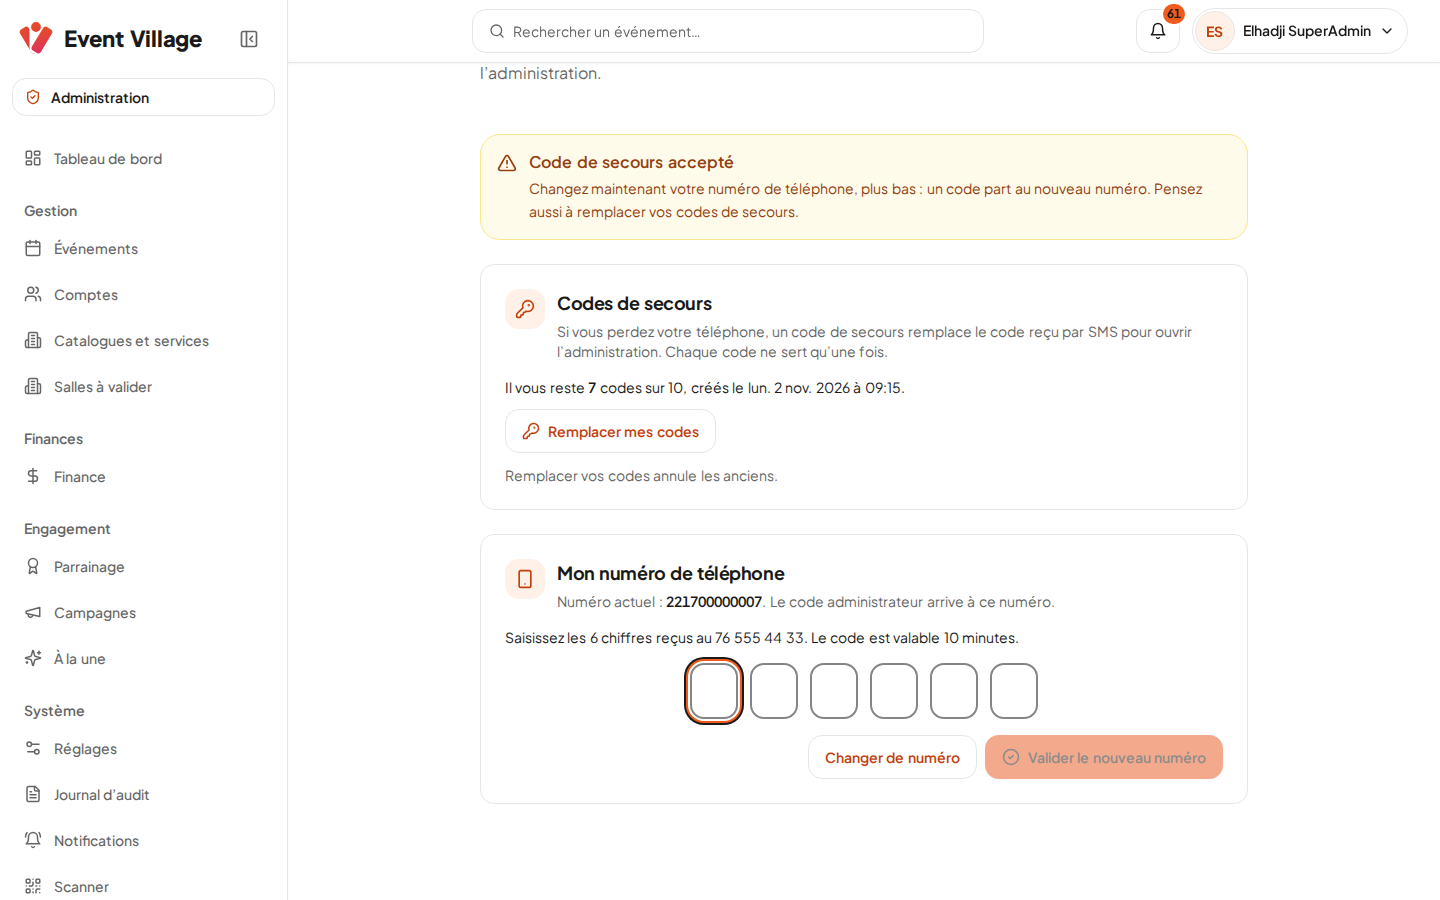 Event Village
Administration
Tableau de bord
Gestion
Événements
Comptes
Catalogues et services
Salles à valider
Finances
Finance
Engagement
Parrainage
Campagnes
À la une
Système
Réglages
Journal d’audit
Notifications
Scanner
Rechercher un événement...
61
ES
Elhadji SuperAdmin
l’administration.
Code de secours accepté
Changez maintenant votre numéro de téléphone, plus bas : un code part au nouveau numéro. Pensez
aussi à remplacer vos codes de secours.
Codes de secours
Si vous perdez votre téléphone, un code de secours remplace le code reçu par SMS pour ouvrir
l’administration. Chaque code ne sert qu’une fois.
Il vous reste 7 codes sur 10, créés le lun. 2 nov. 2026 à 09:15.
Remplacer mes codes
Remplacer vos codes annule les anciens.
Mon numéro de téléphone
Numéro actuel : 221700000007. Le code administrateur arrive à ce numéro.
Saisissez les 6 chiffres reçus au 76 555 44 33. Le code est valable 10 minutes.
Changer de numéro
Valider le nouveau numéro